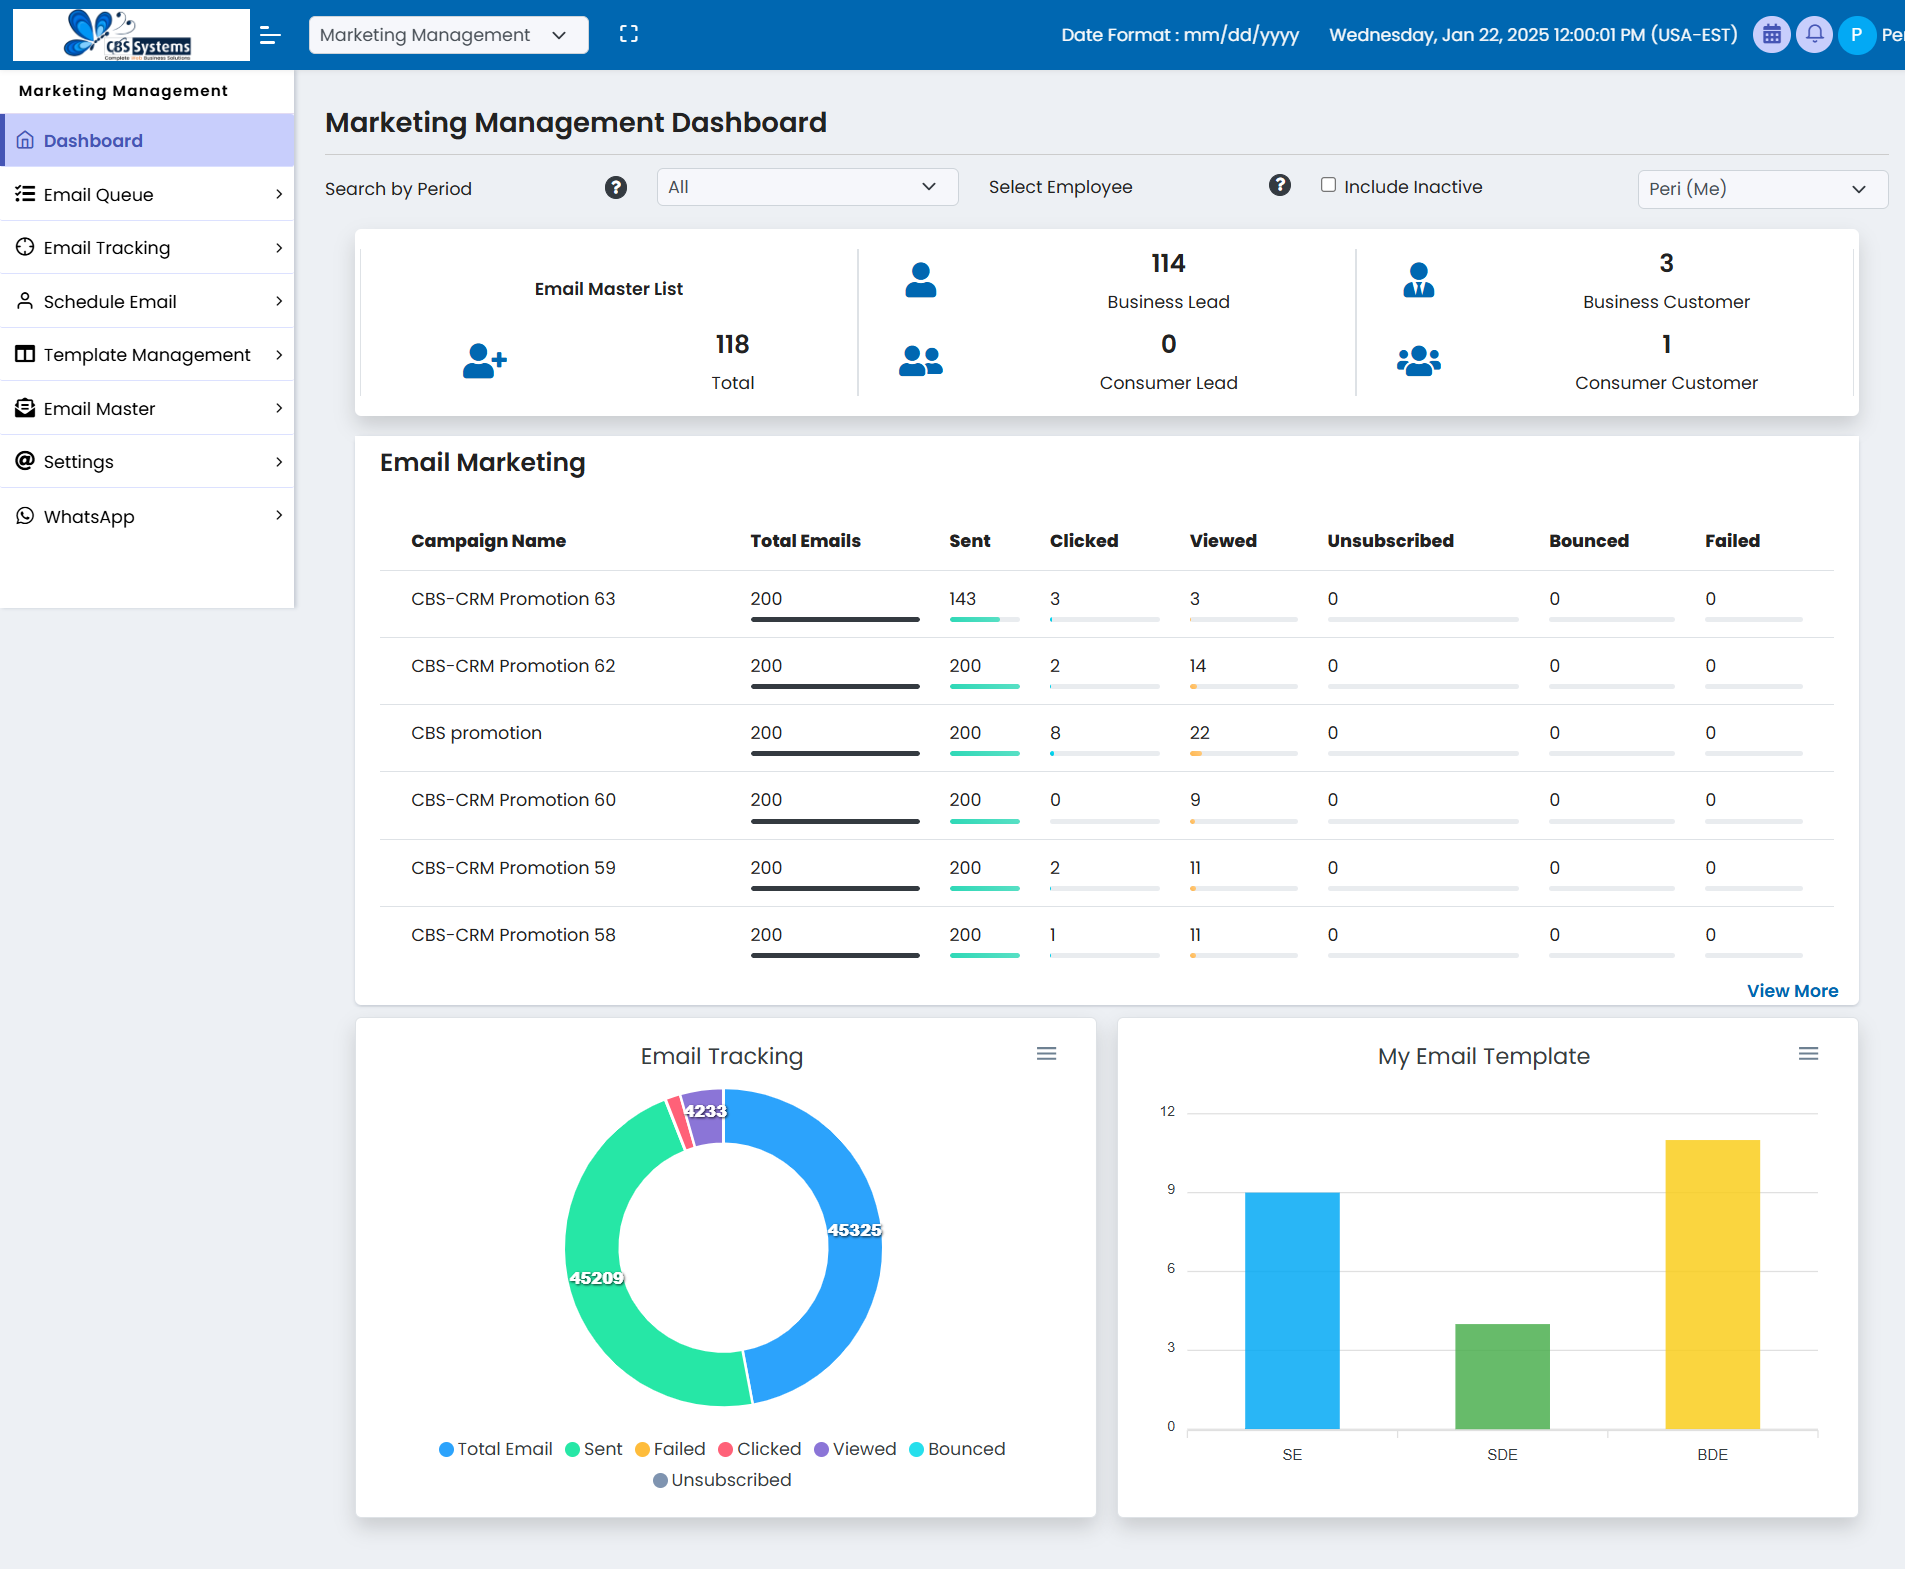 CBS Systems
Complete Web Business Solutions
Marketing Management
Date Format : mm/dd/yyyy
Wednesday, Jan 22, 2025 12:00:01 PM (USA-EST)
P
Per
Marketing Management
Dashboard
Email Queue
Email Tracking
Schedule Email
Template Management
Email Master
Settings
WhatsApp
Marketing Management Dashboard
Search by Period ? All Select Employee ? Include Inactive Peri (Me)
Email Master List
118
Total
114
Business Lead
0
Consumer Lead
3
Business Customer
1
Consumer Customer
Email Marketing
Campaign Name Total Emails Sent Clicked Viewed Unsubscribed Bounced Failed
CBS-CRM Promotion 63 200 143 3 3 0 0 0
CBS-CRM Promotion 62 200 200 2 14 0 0 0
CBS promotion 200 200 8 22 0 0 0
CBS-CRM Promotion 60 200 200 0 9 0 0 0
CBS-CRM Promotion 59 200 200 2 11 0 0 0
CBS-CRM Promotion 58 200 200 1 11 0 0 0
View More
Email Tracking
4233
45325
45209
Total Email Sent Failed Clicked Viewed Bounced
Unsubscribed
My Email Template
12
9
6
3
0
SE SDE BDE